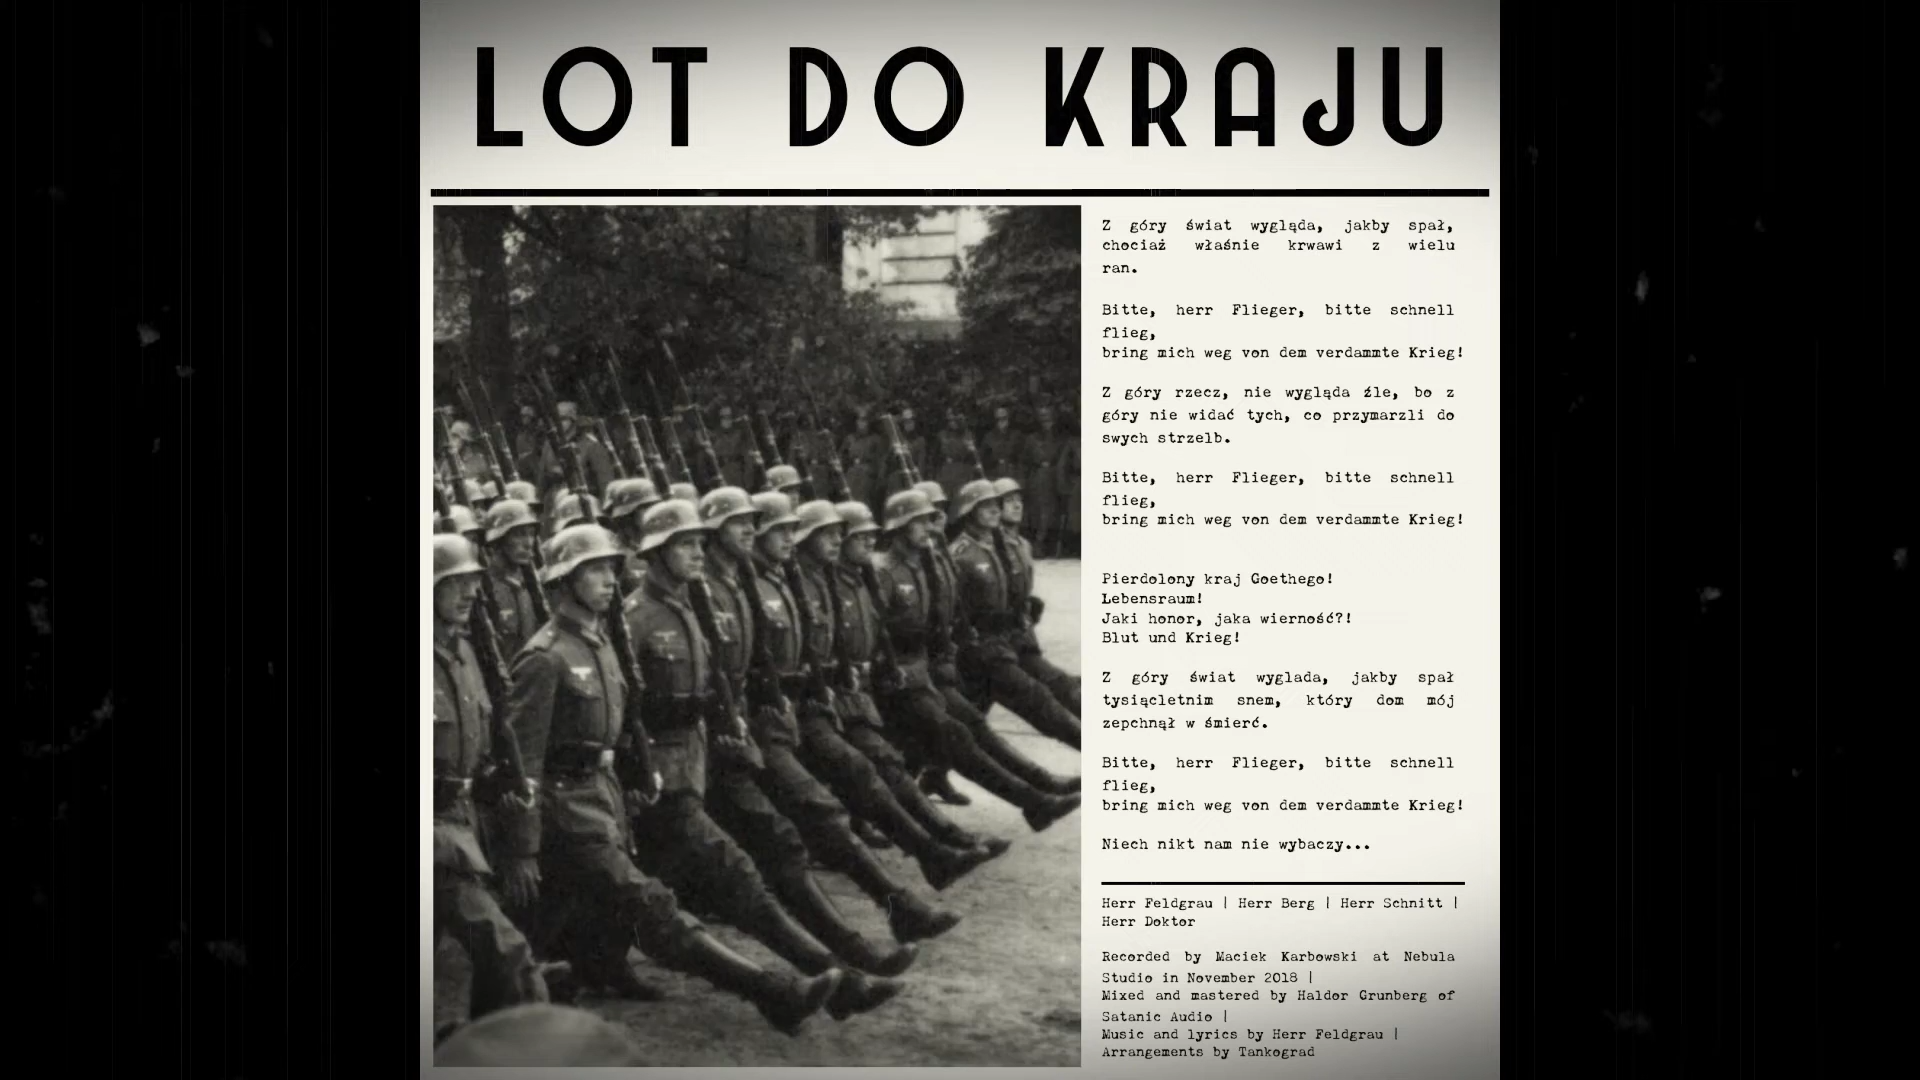 LOT DO KRAJU
Z góry świat wygląda, jakby spał,
chociaż właśnie krwawi z wielu
ran.
Bitte, herr Flieger, bitte schnell
flieg,
bring mich weg von dem verdammte Krieg!
Z góry rzecz, nie wygląda źle, bo z
góry nie widać tych, co przymarzli do
swych strzelb.
Bitte, herr Flieger, bitte schnell
flieg,
bring mich weg von dem verdammte Krieg!
Pierdolony kraj Goethego!
Lebensraum!
Jaki honor, jaka wierność?!
Blut und Krieg!
Z góry świat wyglada, jakby spał
tysiącletnim snem, który dom mój
zepchnął w śmierć.
Bitte, herr Flieger, bitte schnell
flieg,
bring mich weg von dem verdammte Krieg!
Niech nikt nam nie wybaczy...
Herr Feldgrau | Herr Berg | Herr Schnitt |
Herr Doktor
Recorded by Maciek Karbowski at Nebula
Studio in November 2018 |
Mixed and mastered by Haldor Grunberg of
Satanic Audio |
Music and lyrics by Herr Feldgrau |
Arrangements by Tankograd